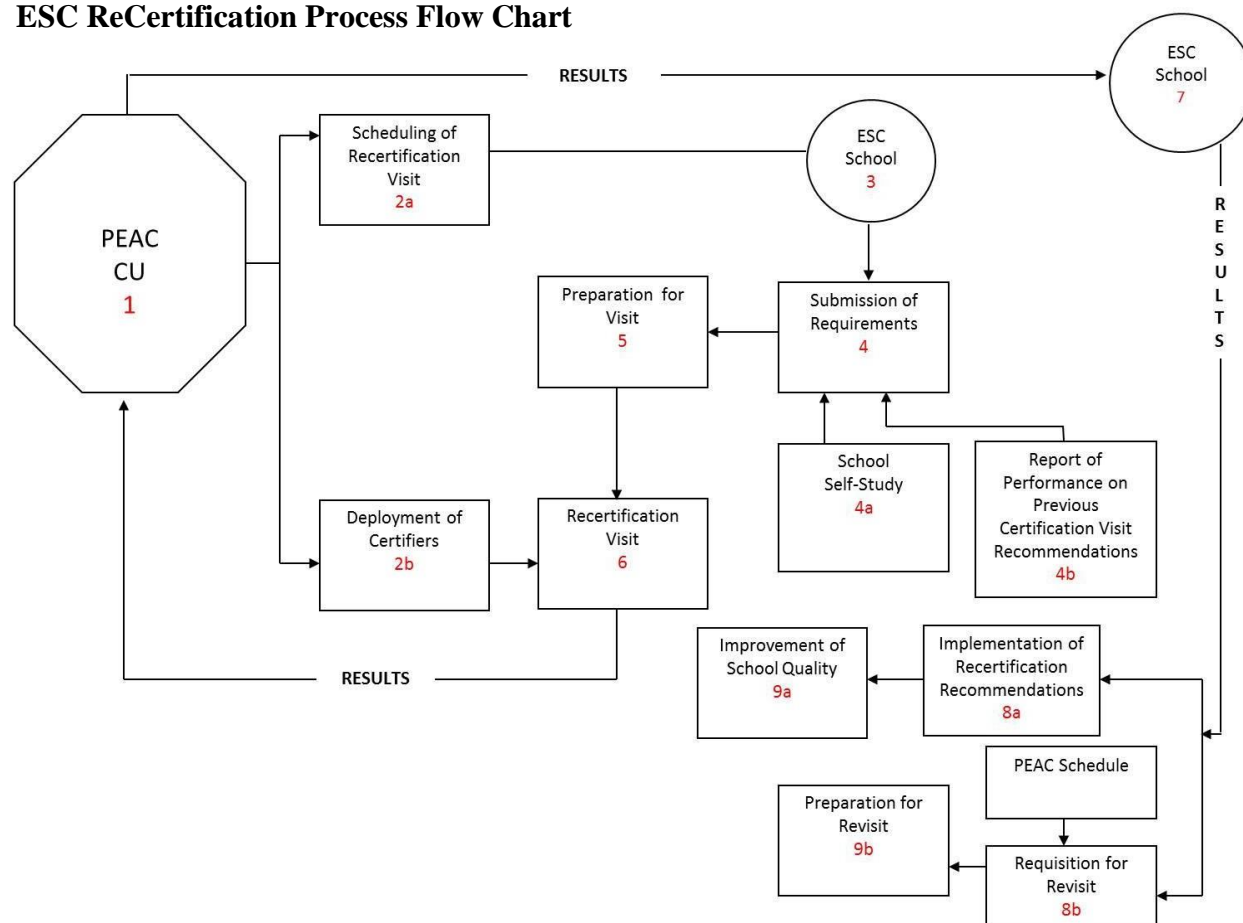 ESC ReCertification Process Flow Chart
RESULTS
ESC
School
7
Scheduling of
Recertification
Visit
2a
ESC
School
3
PEAC
CU
1
R
E
S
U
L
T
S
Preparation for
Visit
5
Submission of
Requirements
4
School
Self-Study
4a
Report of
Performance on
Previous
Certification Visit
Recommendations
4b
Deployment of
Certifiers
2b
Recertification
Visit
6
RESULTS
Improvement of
School Quality
9a
Implementation of
Recertification
Recommendations
8a
PEAC Schedule
Preparation for
Revisit
9b
Requisition for
Revisit
8b